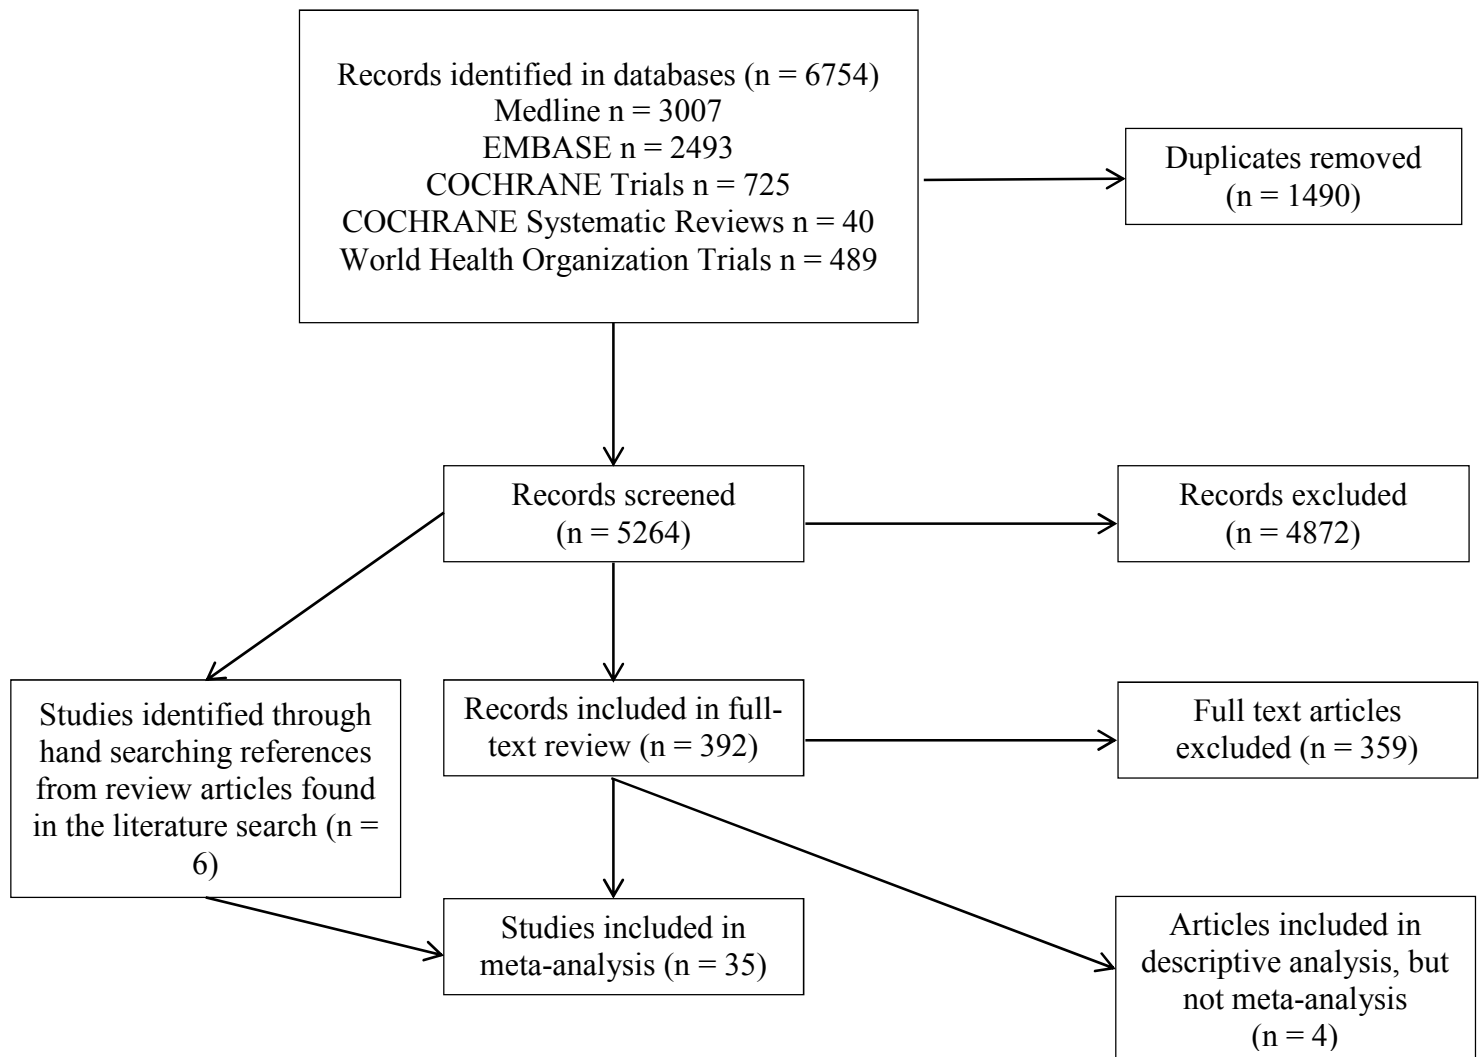 Records identified in databases (n = 6754)
Medline n = 3007
EMBASE n = 2493
COCHRANE Trials n = 725
COCHRANE Systematic Reviews n = 40
World Health Organization Trials n = 489
Duplicates removed
(n = 1490)
Records screened
(n = 5264)
Records excluded
(n = 4872)
Studies identified through
hand searching references
from review articles found
in the literature search (n =
6)
Records included in full-
text review (n = 392)
Full text articles
excluded (n = 359)
Studies included in
meta-analysis (n = 35)
Articles included in
descriptive analysis, but
not meta-analysis
(n = 4)